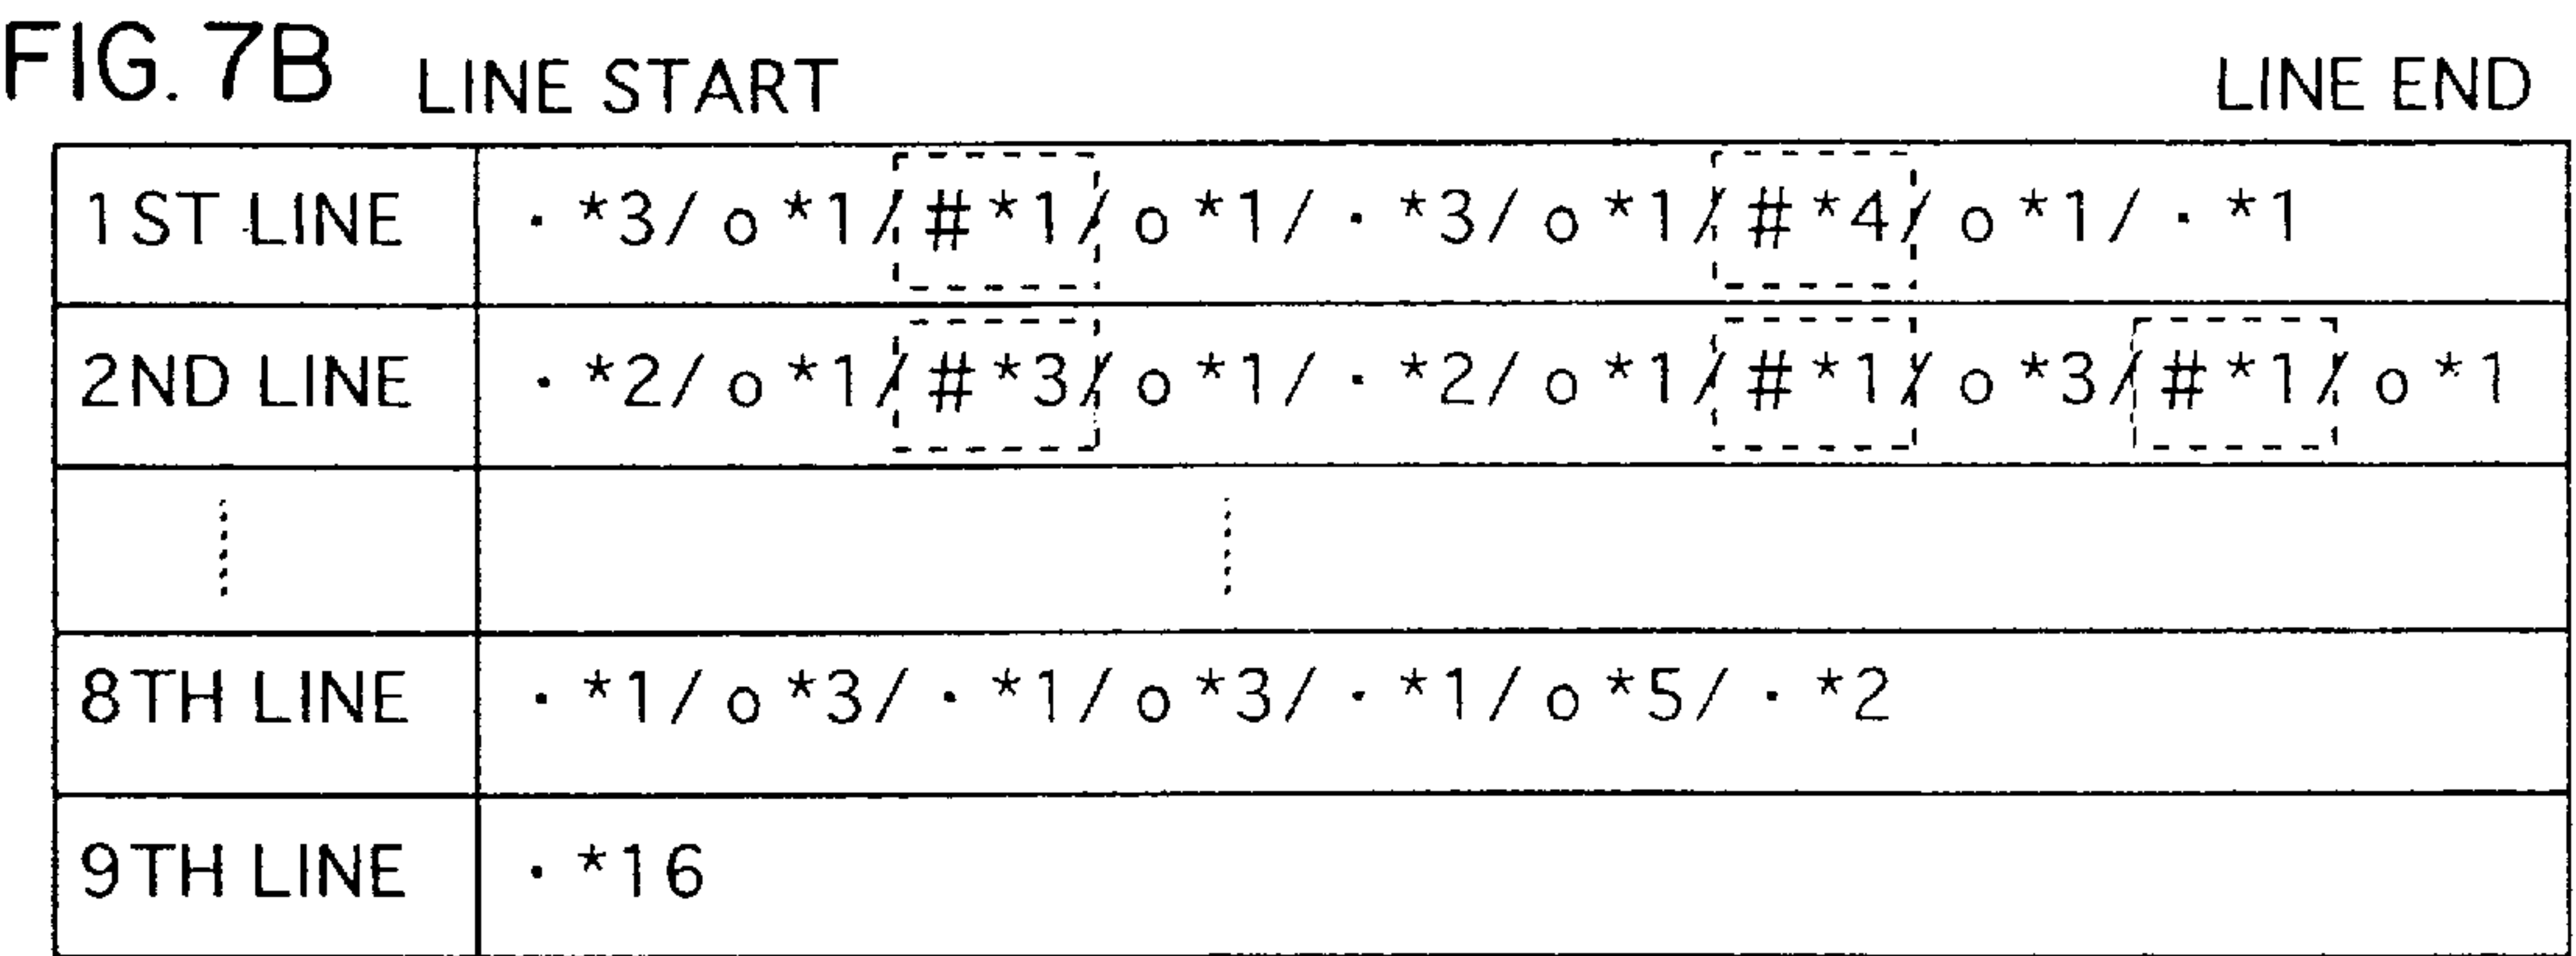 FIG. 7B LINE START LINE END
1ST LINE · *3/ o *1/ # *1/ o *1/ · *3/ o *1/ # *4/ o *1/ · *1
2ND LINE · *2/ o *1/ # *3/ o *1/ · *2/ o *1/ # *1/ o *3/ # *1/ o *1
8TH LINE · *1/ o *3/ · *1/ o *3/ · *1/ o *5/ · *2
9TH LINE · *16